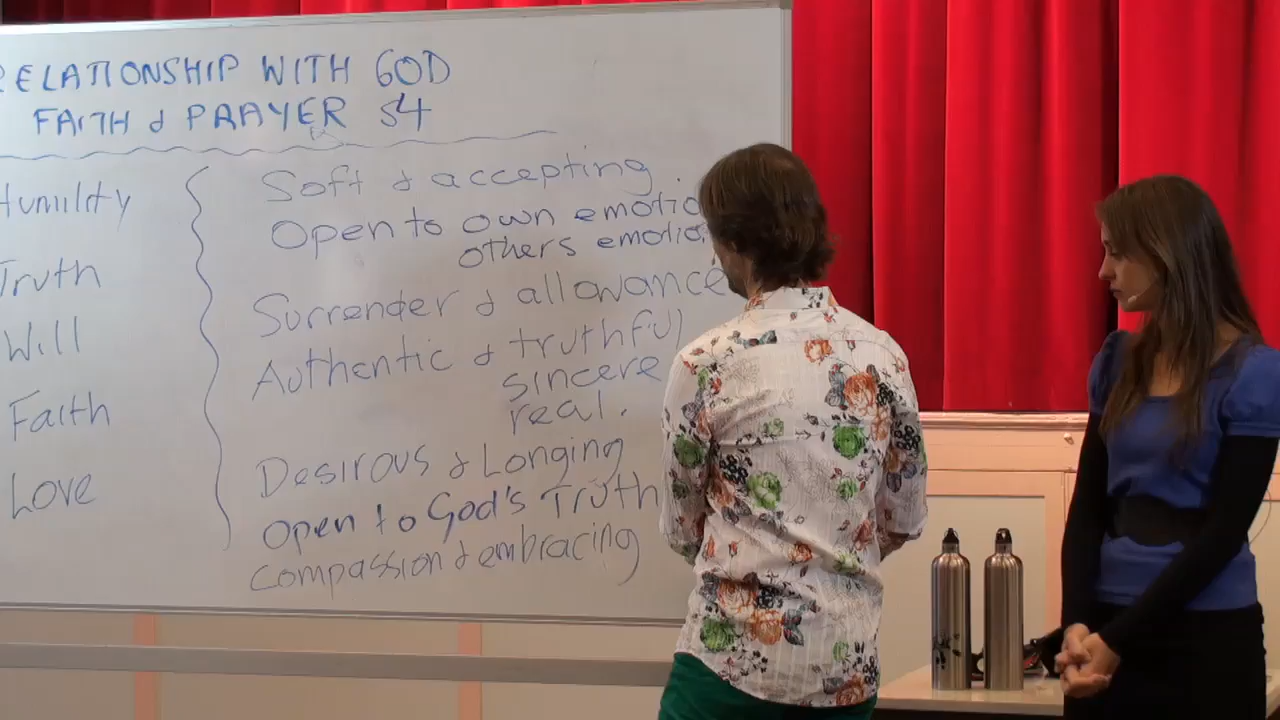 RELATIONSHIP WITH GOD
FAITH & PRAYER S4
Humility
Truth
Will
Faith
Love
Soft & accepting.
Open to own
others
Surrender & allowance
Authentic & truthful
sincere
real.
Desirous & Longing
Open to God's Truth
Compassion & embracing